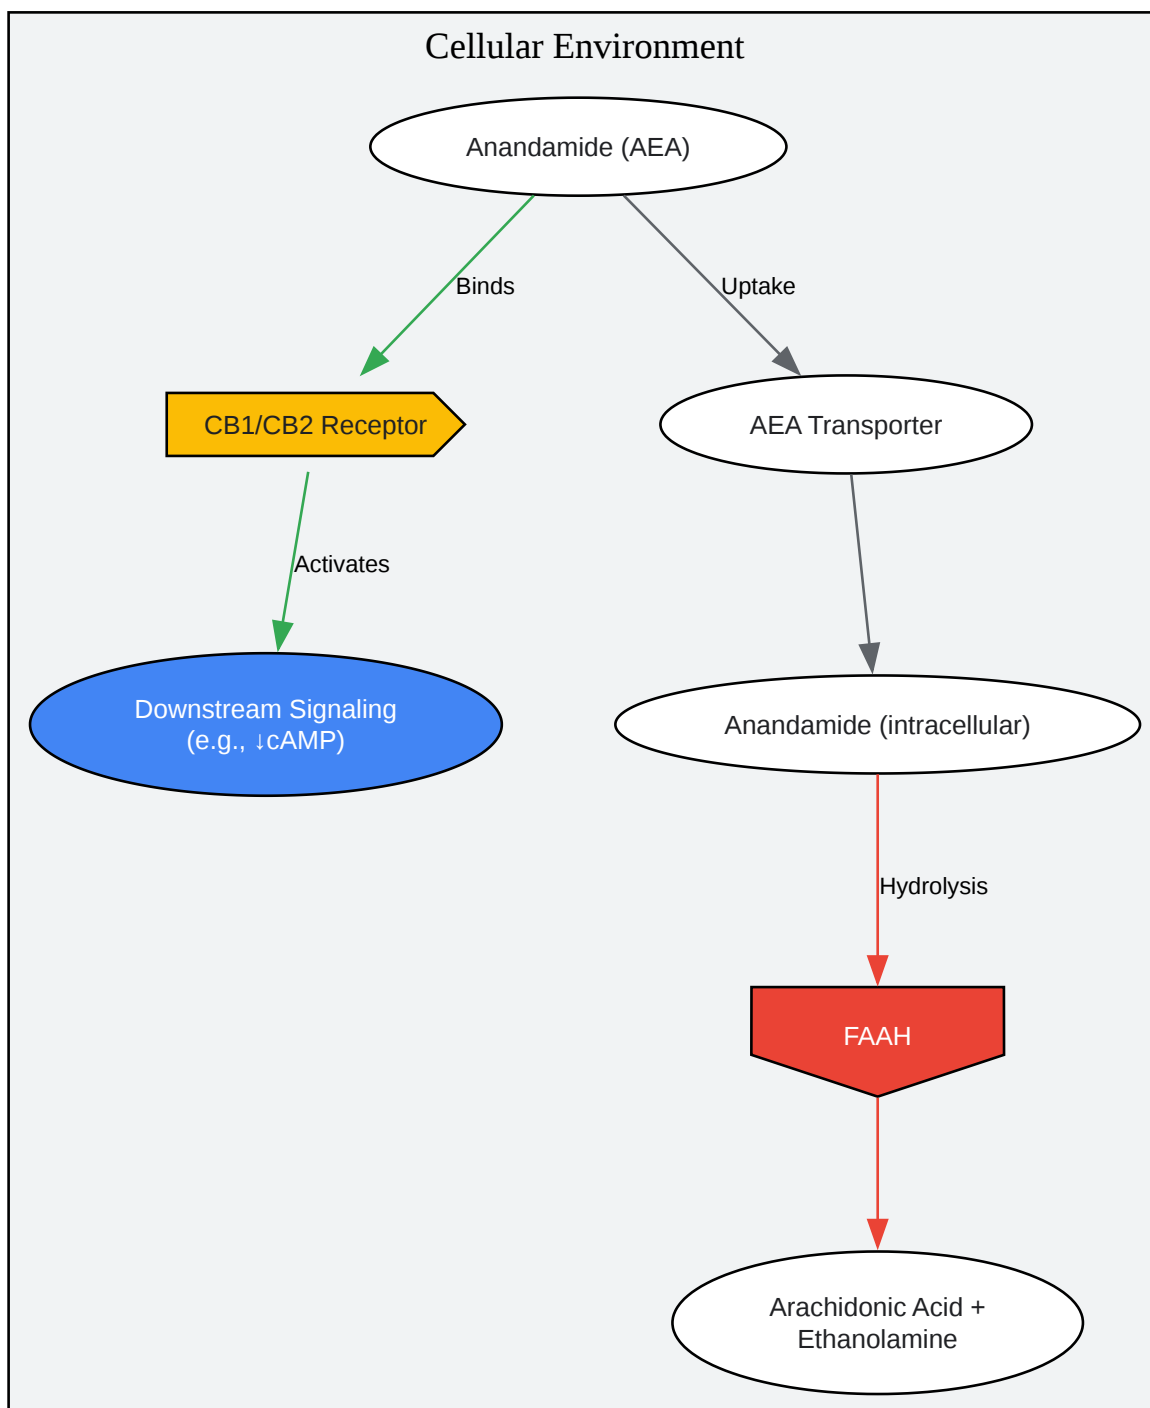 Cellular Environment
Anandamide (AEA)
Binds
Uptake
CB1/CB2 Receptor
AEA Transporter
Activates
Downstream Signaling
(e.g., ↓cAMP)
Anandamide (intracellular)
Hydrolysis
FAAH
Arachidonic Acid +
Ethanolamine